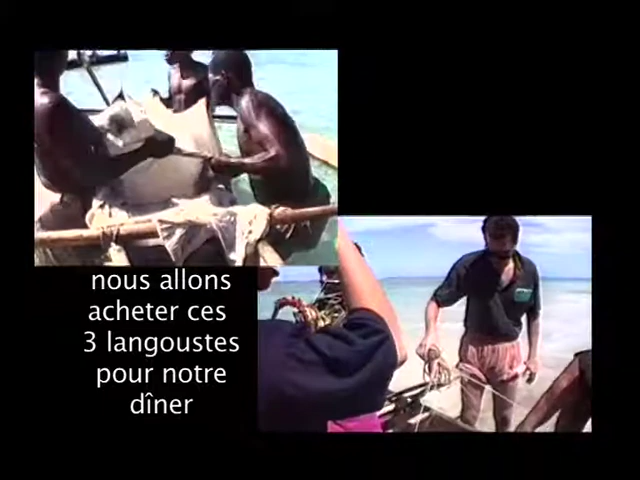 nous allons
acheter ces
3 langoustes
pour notre
dîner